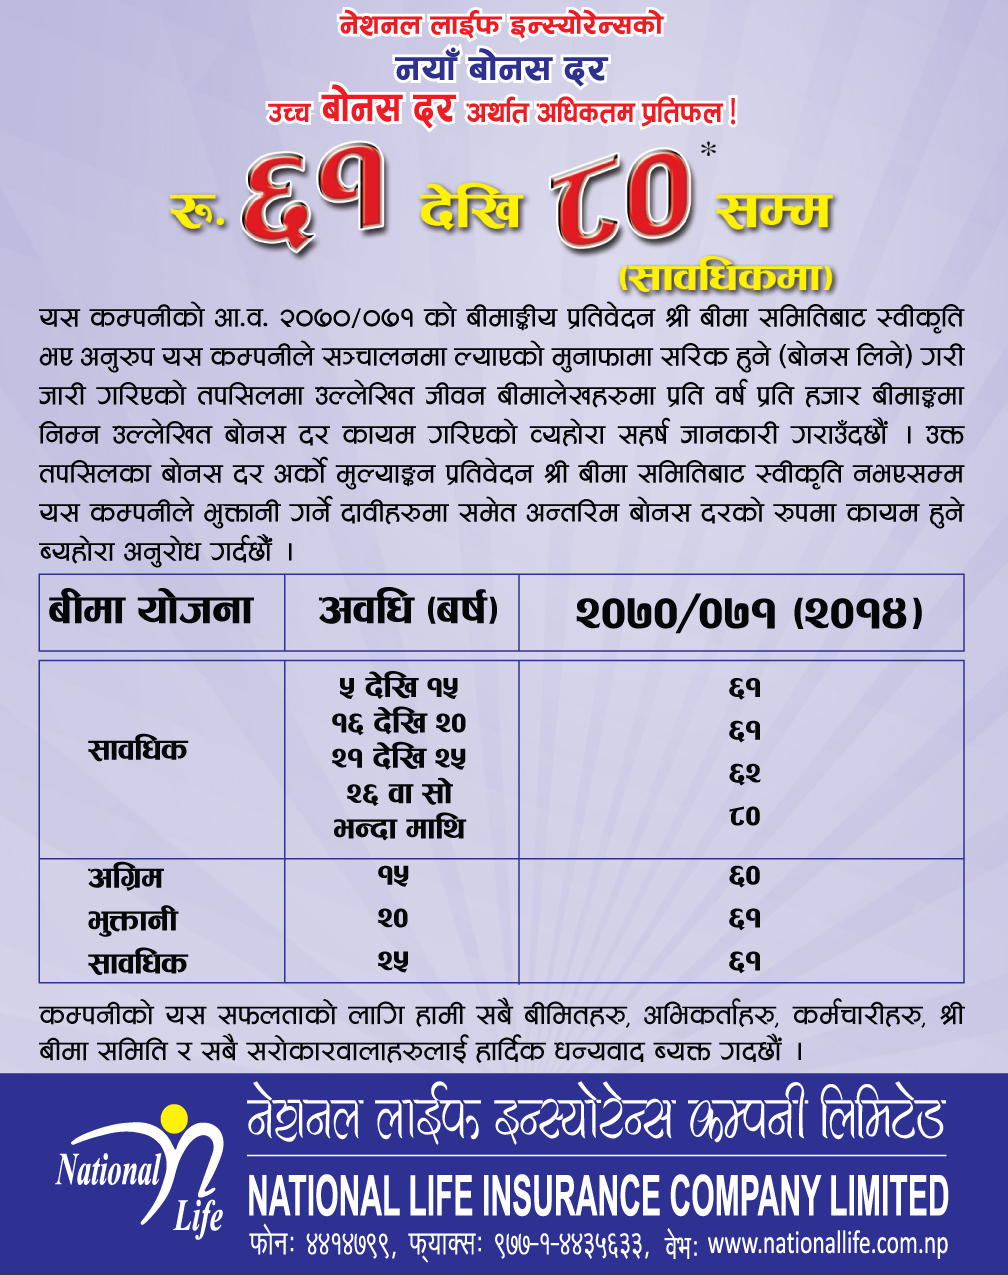 नेशनल लाईफ इन्स्योरेन्सको
नयाँ बोनस दर
उच्च बोनस दर अर्थात अधिकतम प्रतिफल !
रु. ६१ देखि ८०* सम्म
(सावधिकमा)
यस कम्पनीको आ.व. २०७०/०७१ को बीमाङ्कीय प्रतिवेदन श्री बीमा समितिबाट स्वीकृति
भए अनुरुप यस कम्पनीले सञ्चालनमा ल्याएको मुनाफामा सरिक हुने (बोनस लिने) गरी
जारी गरिएको तपसिलमा उल्लेखित जीवन बीमालेखहरुमा प्रति वर्ष प्रति हजार बीमाङ्कमा
निम्न उल्लेखित बोनस दर कायम गरिएको व्यहोरा सहर्ष जानकारी गराउँदछौं । उक्त
तपसिलका बोनस दर अर्को मुल्याङ्कन प्रतिवेदन श्री बीमा समितिबाट स्वीकृति नभएसम्म
यस कम्पनीले भुक्तानी गर्ने दावीहरुमा समेत अन्तरिम बोनस दरको रुपमा कायम हुने
ब्यहोरा अनुरोध गर्दछौं ।
बीमा योजना अवधि (बर्ष) २०७०/०७१ (२०१४)
५ देखि १५ ६१
१६ देखि २० ६१
सावधिक
२१ देखि २५ ६२
२६ वा सो
भन्दा माथि ८०
अग्रिम १५ ६०
भुक्तानी २० ६१
सावधिक २५ ६१
कम्पनीको यस सफलताको लागि हामी सबै बीमितहरु, अभिकर्ताहरु, कर्मचारीहरु, श्री
बीमा समिति र सबै सरोकारवालाहरुलाई हार्दिक धन्यवाद ब्यक्त गदछौं ।
National Life
नेशनल लाईफ इन्स्योरेन्स कम्पनी लिमिटेड
NATIONAL LIFE INSURANCE COMPANY LIMITED
फोनः ४४१४७९९, फ्याक्सः ९७७-१-४४३५६३३, वेभः www.nationallife.com.np